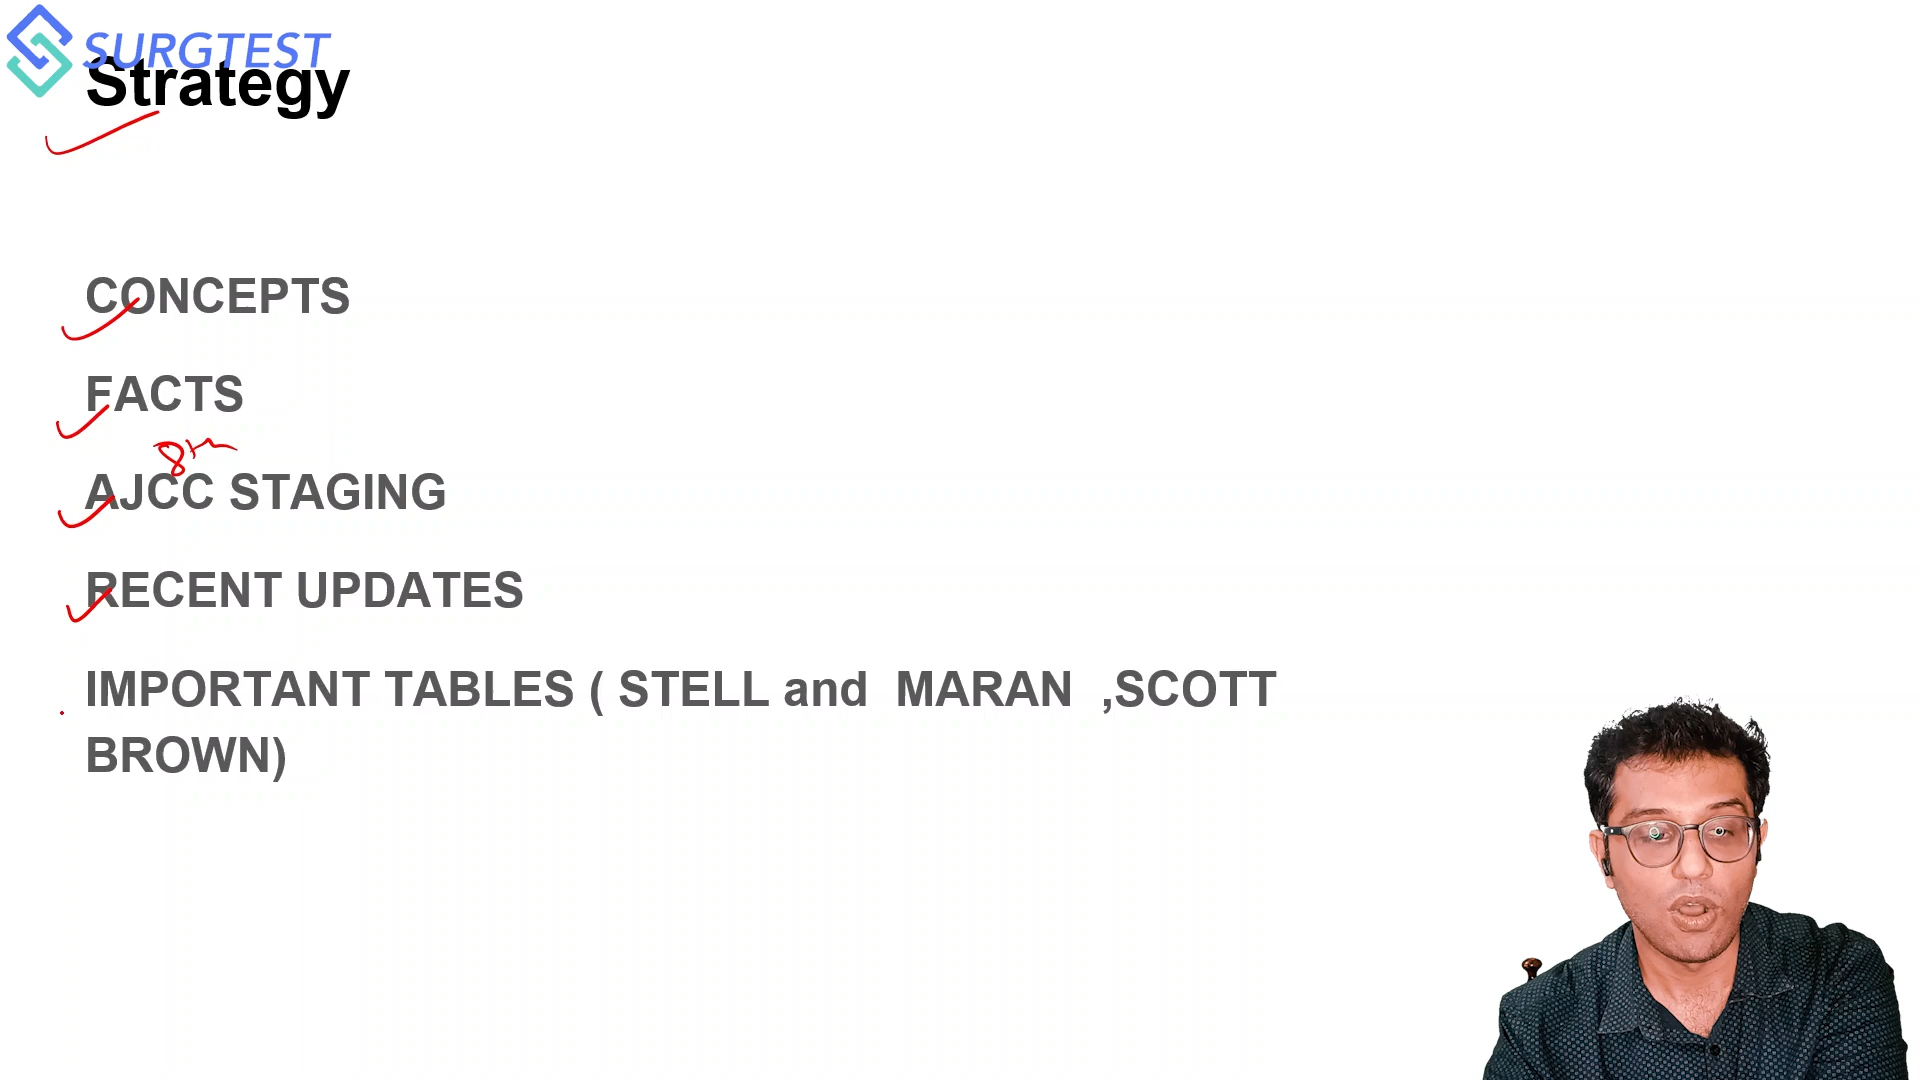 SURGTEST
Strategy
CONCEPTS
FACTS
8th
AJCC STAGING
RECENT UPDATES
IMPORTANT TABLES ( STELL and MARAN ,SCOTT
BROWN)